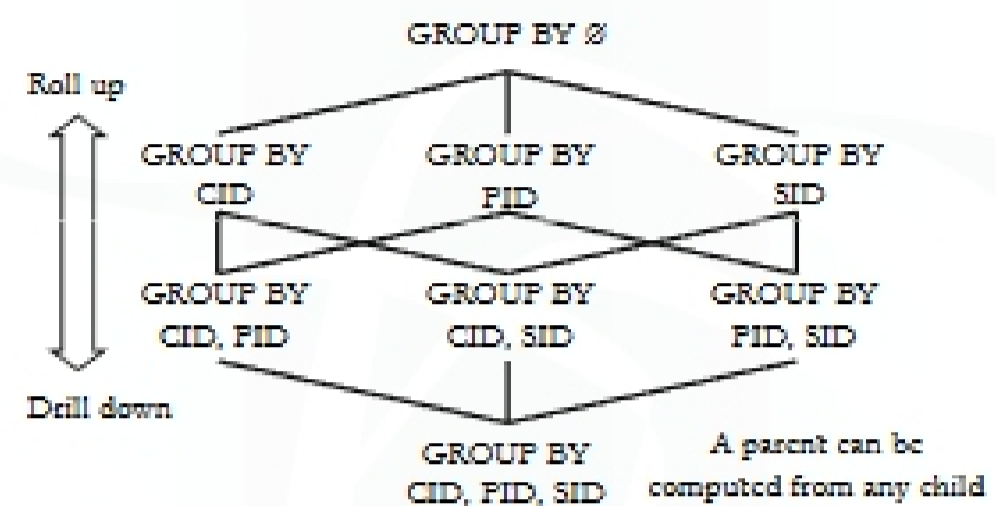 GROUP BY Ø
Roll up
GROUP BY
CID
GROUP BY
PID
GROUP BY
SID
GROUP BY
CID, PID
GROUP BY
CID, SID
GROUP BY
PID, SID
Drill down
GROUP BY
CID, PID, SID
A parent can be
computed from any child